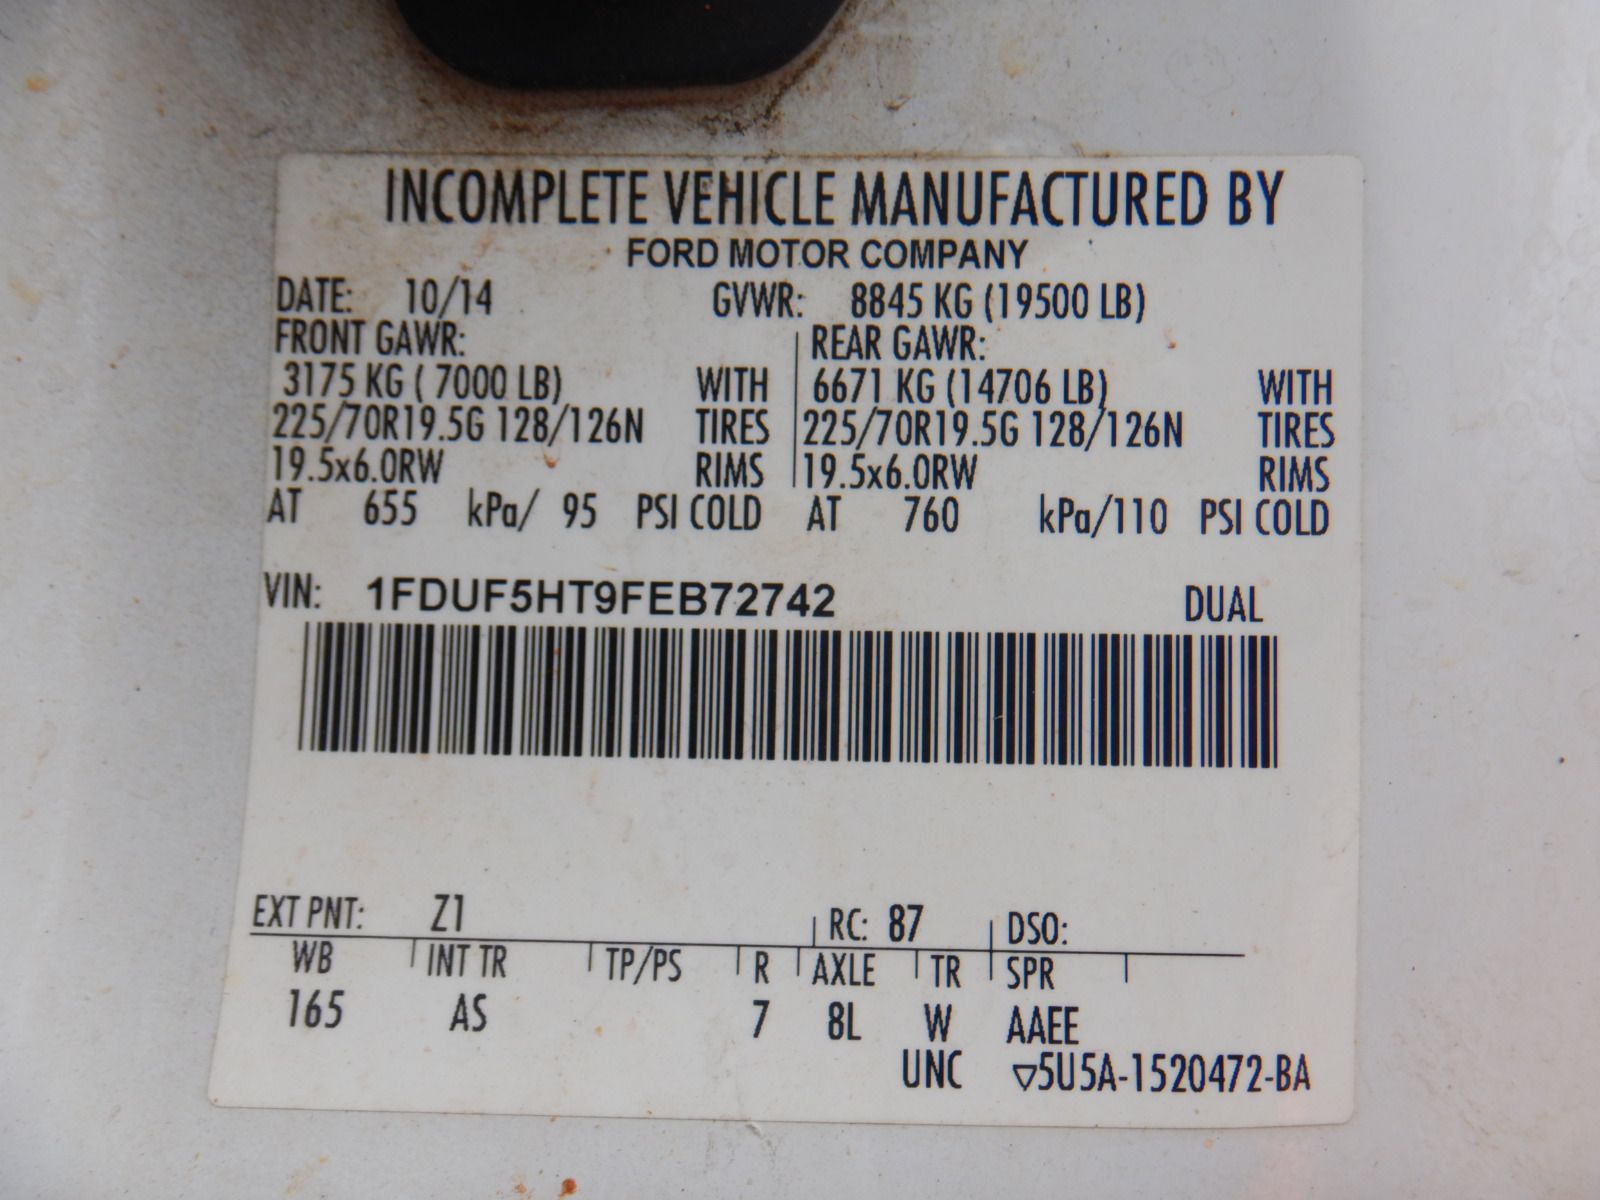 INCOMPLETE VEHICLE MANUFACTURED BY
FORD MOTOR COMPANY
DATE: 10/14 GVWR: 8845 KG (19500 LB)
FRONT GAWR: REAR GAWR:
3175 KG ( 7000 LB) WITH 6671 KG (14706 LB) WITH
225/70R19.5G 128/126N TIRES 225/70R19.5G 128/126N TIRES
19.5x6.0RW RIMS 19.5x6.0RW RIMS
AT 655 kPa/ 95 PSI COLD AT 760 kPa/110 PSI COLD
VIN: 1FDUF5HT9FEB72742 DUAL
EXT PNT: Z1 RC: 87 DSO:
WB INT TR TP/PS R AXLE TR SPR
165 AS 7 8L W AAEE
UNC ▽5U5A-1520472-BA